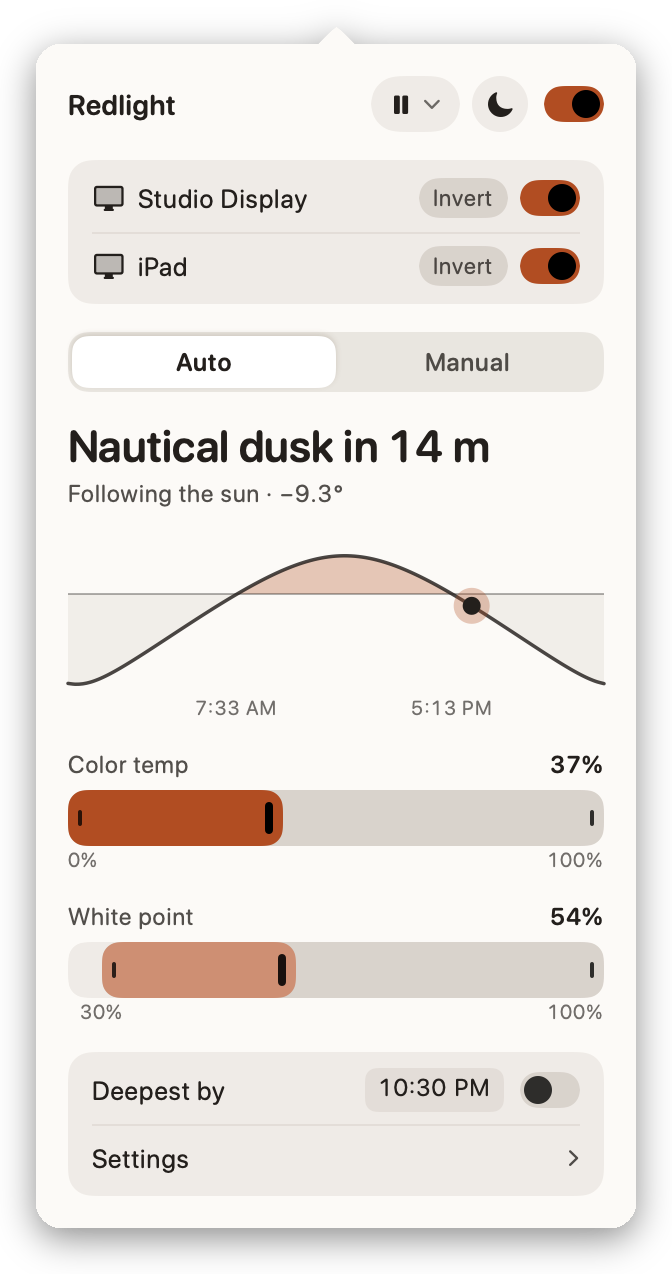 Redlight
Studio Display Invert
iPad Invert
Auto Manual
Nautical dusk in 14 m
Following the sun · −9.3°
7:33 AM 5:13 PM
Color temp 37%
0% 100%
White point 54%
30% 100%
Deepest by 10:30 PM
Settings